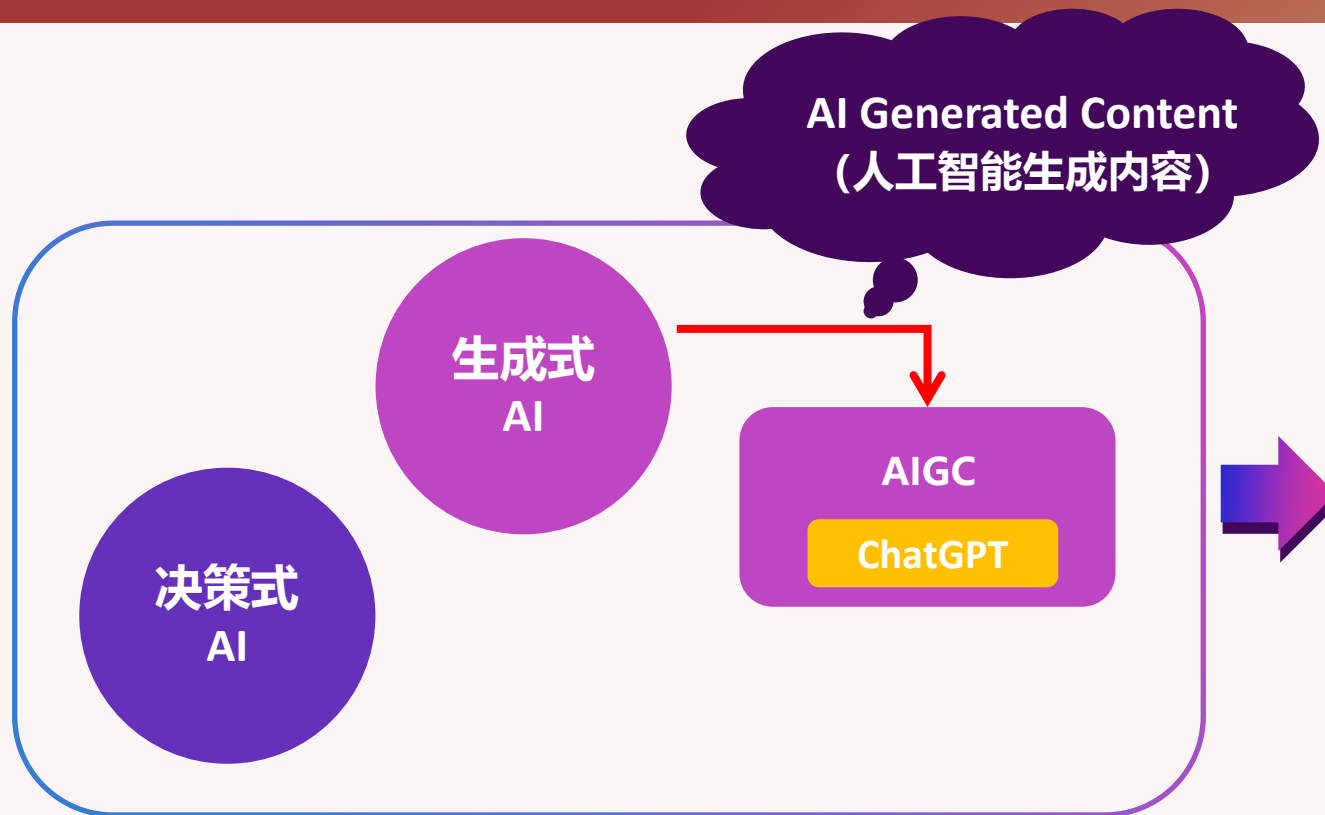 AI Generated Content
（人工智能生成内容）
生成式
AI
AIGC
ChatGPT
决策式
AI